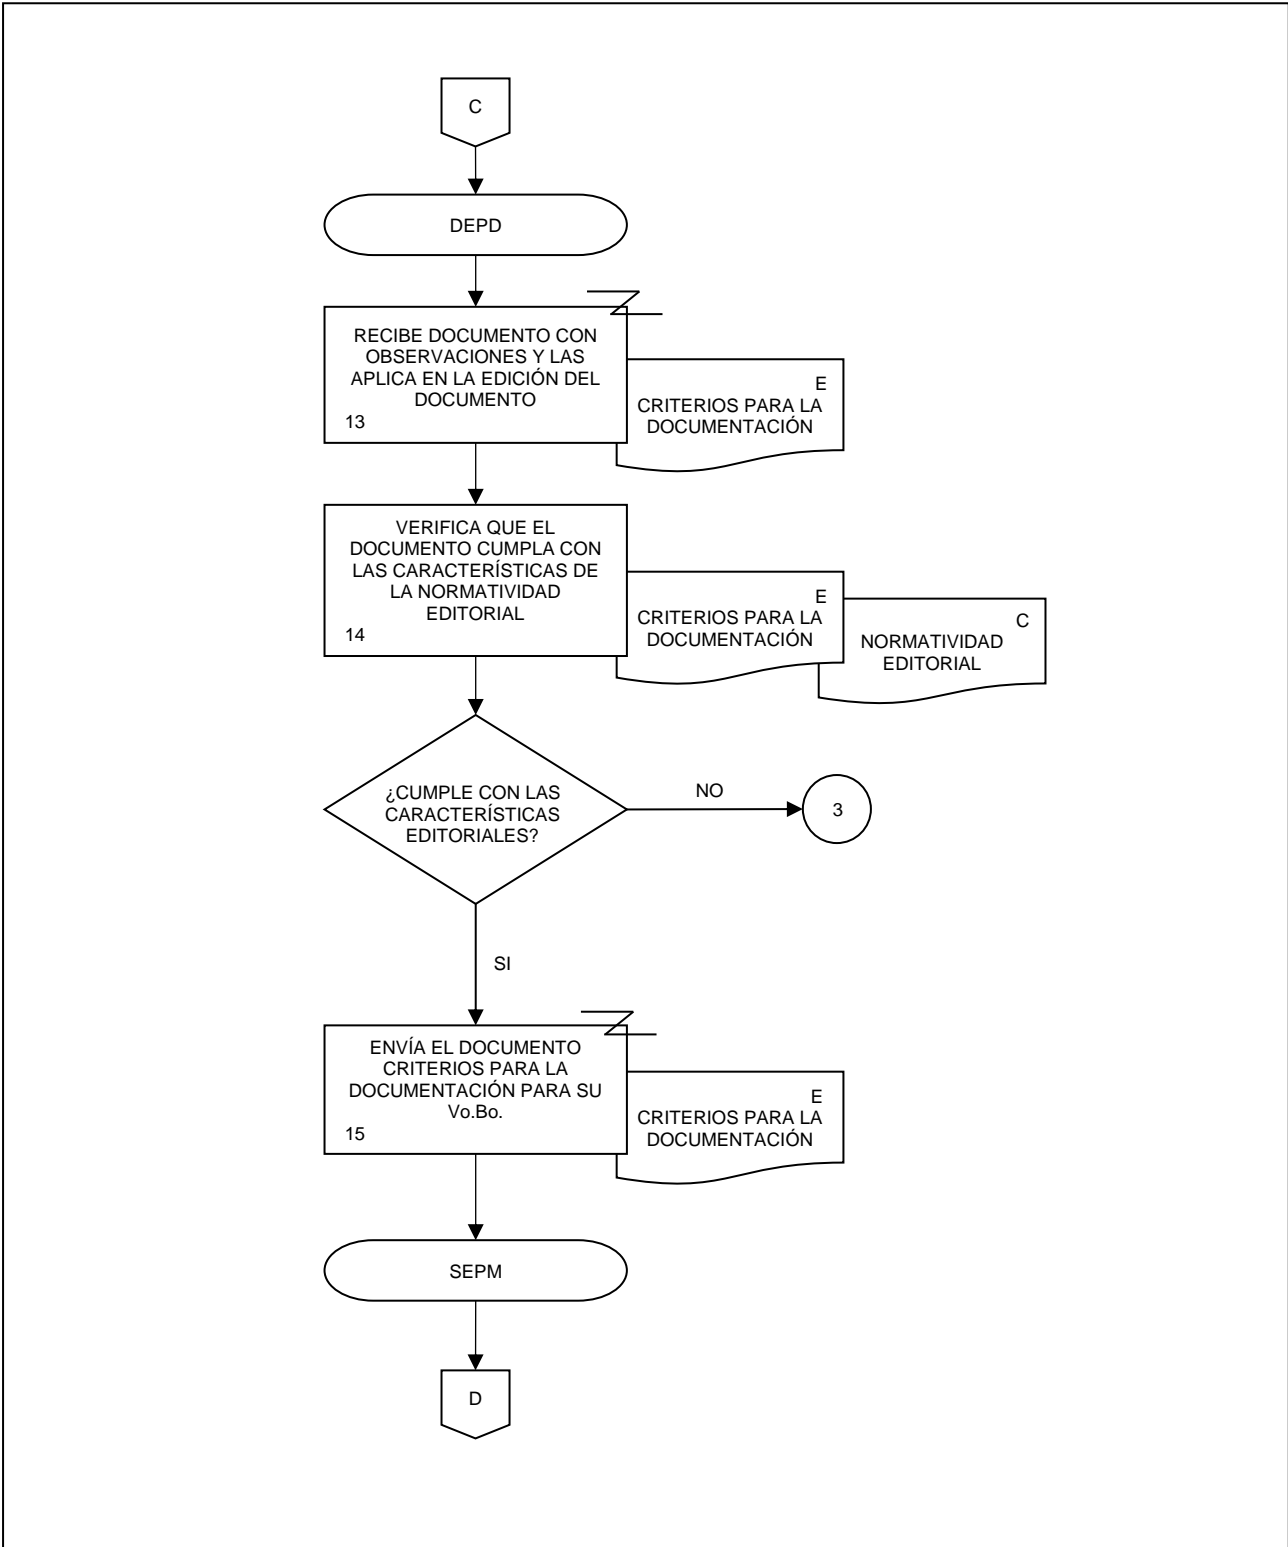 C
DEPD
RECIBE DOCUMENTO CON
OBSERVACIONES Y LAS
APLICA EN LA EDICIÓN DEL
DOCUMENTO
13
E
CRITERIOS PARA LA
DOCUMENTACIÓN
VERIFICA QUE EL
DOCUMENTO CUMPLA CON
LAS CARACTERÍSTICAS DE
LA NORMATIVIDAD
EDITORIAL
14
E
CRITERIOS PARA LA
DOCUMENTACIÓN
C
NORMATIVIDAD
EDITORIAL
¿CUMPLE CON LAS
CARACTERÍSTICAS
EDITORIALES?
NO
3
SI
ENVÍA EL DOCUMENTO
CRITERIOS PARA LA
DOCUMENTACIÓN PARA SU
Vo.Bo.
15
E
CRITERIOS PARA LA
DOCUMENTACIÓN
SEPM
D